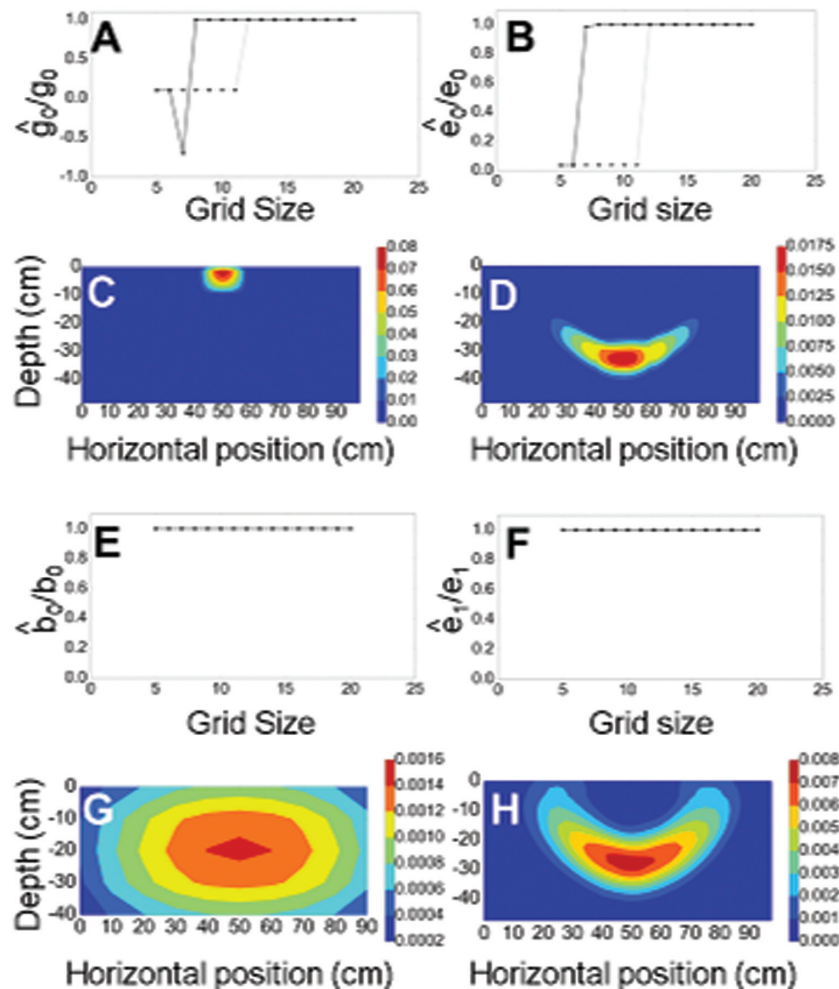 A
1.0
0.5
0.0
-0.5
-1.0
0 5 10 15 20 25
ĝ0/g0
Grid Size
B
1.0
0.8
0.6
0.4
0.2
0.0
0 5 10 15 20 25
ê0/e0
Grid size
C
0
-10
-20
-30
-40
0 10 20 30 40 50 60 70 80 90
Depth (cm)
Horizontal position (cm)
0.08
0.07
0.06
0.05
0.04
0.03
0.02
0.01
0.00
D
0
-10
-20
-30
-40
0 10 20 30 40 50 60 70 80 90
Horizontal position (cm)
0.0175
0.0150
0.0125
0.0100
0.0075
0.0050
0.0025
0.0000
E
1.0
0.8
0.6
0.4
0.2
0.0
0 5 10 15 20 25
b̂0/b0
Grid Size
F
1.0
0.8
0.6
0.4
0.2
0.0
0 5 10 15 20 25
ê1/e1
Grid size
G
0
-10
-20
-30
-40
0 10 20 30 40 50 60 70 80 90
Depth (cm)
Horizontal position (cm)
0.0016
0.0014
0.0012
0.0010
0.0008
0.0006
0.0004
0.0002
H
0
-10
-20
-30
-40
0 10 20 30 40 50 60 70 80 90
Horizontal position (cm)
0.008
0.007
0.006
0.005
0.004
0.003
0.002
0.001
0.000